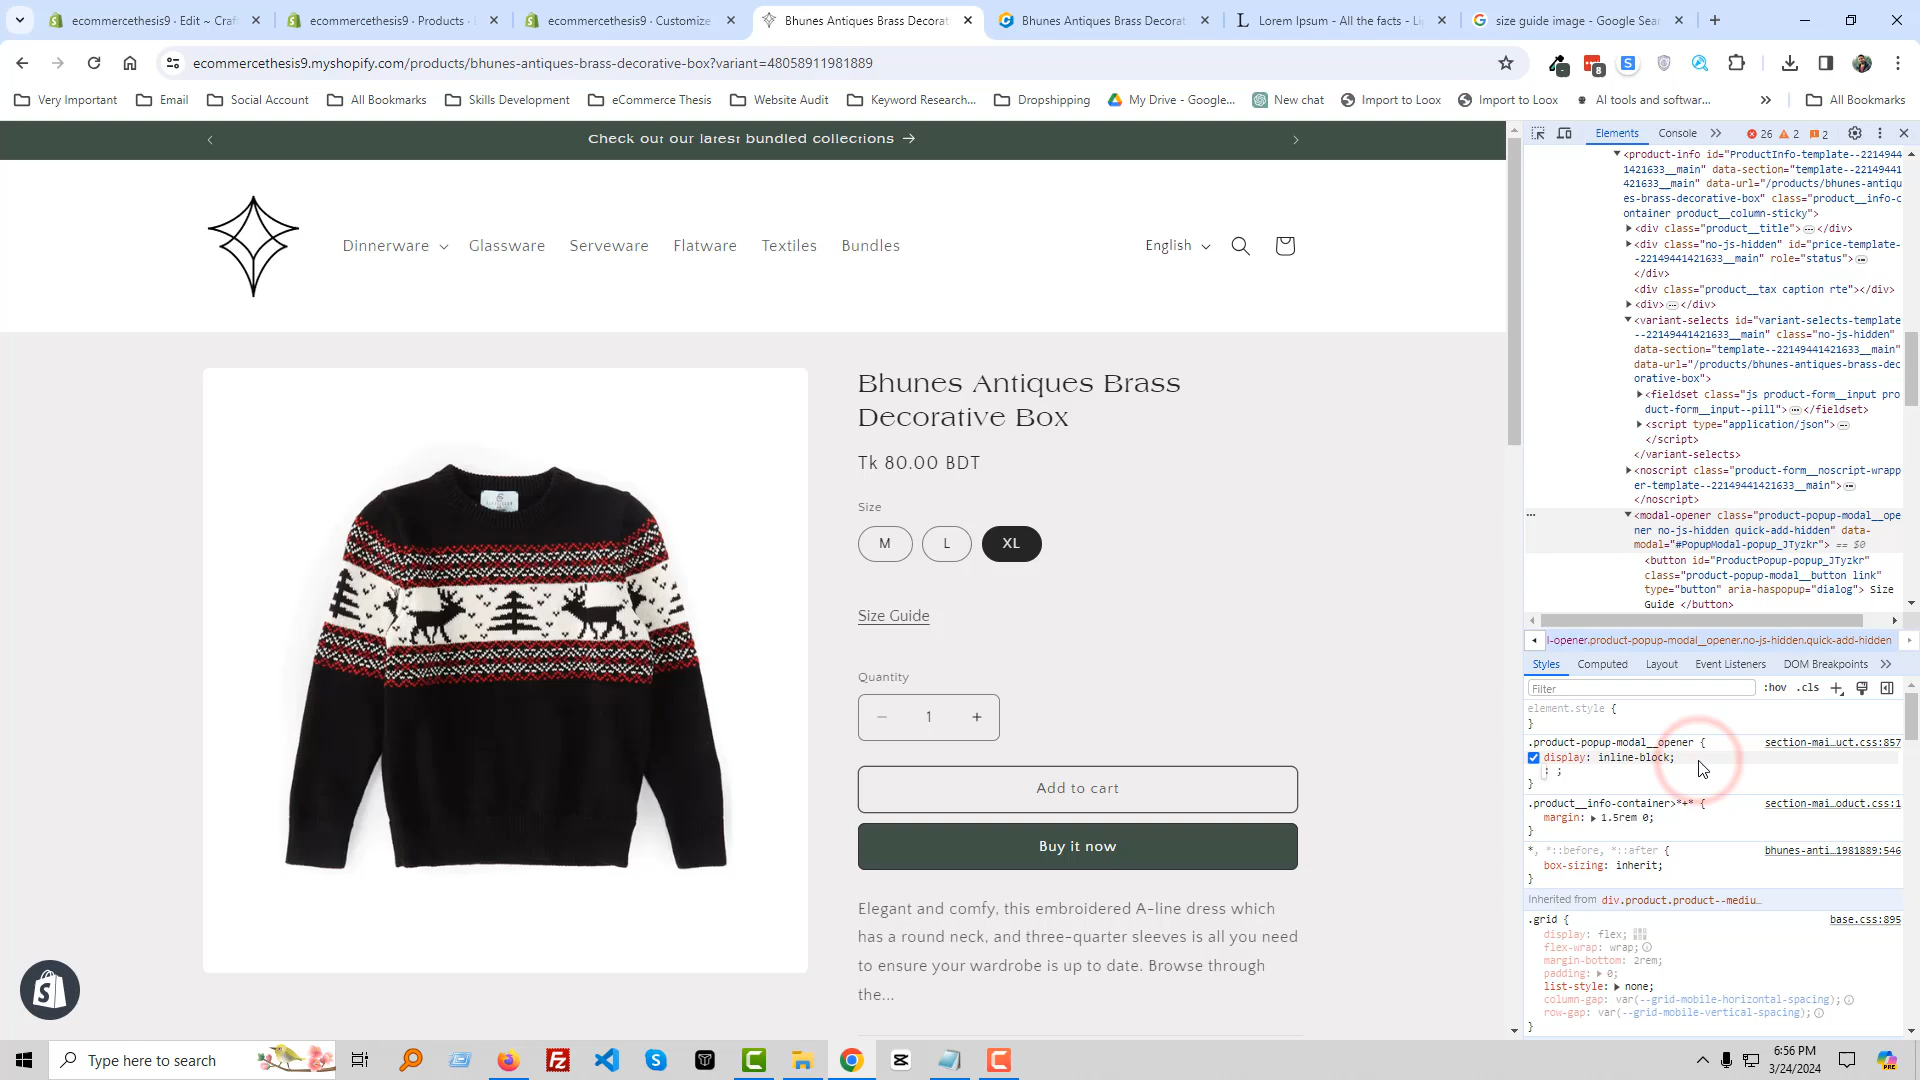 ecommercethesis9 · Edit ~ Craf
ecommercethesis9 · Products ·
ecommercethesis9 · Customize
Bhunes Antiques Brass Decorat
Bhunes Antiques Brass Decorat
Lorem Ipsum - All the facts - Li
size guide image - Google Sea
ecommercethesis9.myshopify.com/products/bhunes-antiques-brass-decorative-box?variant=48058911981889
8
Very Important
Email
Social Account
All Bookmarks
Skills Development
eCommerce Thesis
Website Audit
Keyword Research...
Dropshipping
My Drive - Google...
New chat
Import to Loox
Import to Loox
AI tools and softwar...
»
All Bookmarks
Check out our latest bundled collections →
Dinnerware
Glassware
Serveware
Flatware
Textiles
Bundles
English
Bhunes Antiques Brass
Decorative Box
Tk 80.00 BDT
Size
M
L
XL
Size Guide
Quantity
− 1 +
Add to cart
Buy it now
Elegant and comfy, this embroidered A-line dress which
has a round neck, and three-quarter sleeves is all you need
to ensure your wardrobe is up to date. Browse through
the...
Elements
Console
»
26
2
2
<product-info id="ProductInfo-template--2214944
1421633__main" data-section="template--22149441
421633__main" data-url="/products/bhunes-antiqu
es-brass-decorative-box" class="product__info-c
ontainer product__column-sticky">
<div class="product__title"> … </div>
<div class="no-js-hidden" id="price-template-
-22149441421633__main" role="status"> …
</div>
<div class="product__tax caption rte"></div>
<div> … </div>
<variant-selects id="variant-selects-template
--22149441421633__main" class="no-js-hidden"
data-section="template--22149441421633__main"
data-url="/products/bhunes-antiques-brass-dec
orative-box">
<fieldset class="js product-form__input pro
duct-form__input--pill"> … </fieldset>
<script type="application/json"> …
</script>
</variant-selects>
<noscript class="product-form__noscript-wrapp
er-template--22149441421633__main"> …
</noscript>
<modal-opener class="product-popup-modal__ope
ner no-js-hidden quick-add-hidden" data-
modal="#PopupModal-popup_JTyzkr"> == $0
<button id="ProductPopup-popup_JTyzkr"
class="product-popup-modal__button link"
type="button" aria-haspopup="dialog"> Size
Guide </button>
l-opener.product-popup-modal__opener.no-js-hidden.quick-add-hidden
Styles
Computed
Layout
Event Listeners
DOM Breakpoints
»
Filter
:hov .cls +
element.style {
}
.product-popup-modal__opener {
section-mai…uct.css:857
display: inline-block;
: ;
}
.product__info-container>*+* {
section-mai…oduct.css:1
margin: 1.5rem 0;
}
*, *::before, *::after {
bhunes-anti…1981889:546
box-sizing: inherit;
}
Inherited from div.product.product--mediu…
.grid {
base.css:895
display: flex;
flex-wrap: wrap;
margin-bottom: 2rem;
padding: 0;
list-style: none;
column-gap: var(--grid-mobile-horizontal-spacing);
row-gap: var(--grid-mobile-vertical-spacing);
}
Type here to search
6:56 PM
3/24/2024
PRE